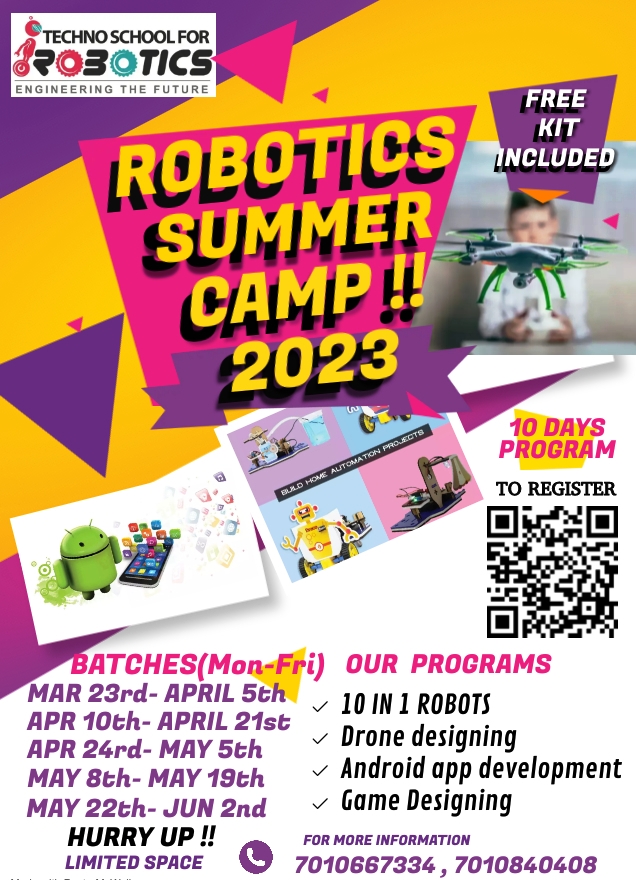 TECHNO SCHOOL FOR
ROBOTICS
ENGINEERING THE FUTURE
FREE
KIT
INCLUDED
ROBOTICS
SUMMER
CAMP !!
2023
BUILD HOME AUTOMATION PROJECTS
10 DAYS
PROGRAM
TO REGISTER
BATCHES(Mon-Fri)
MAR 23rd- APRIL 5th
APR 10th- APRIL 21st
APR 24rd- MAY 5th
MAY 8th- MAY 19th
MAY 22th- JUN 2nd
HURRY UP !!
LIMITED SPACE
OUR PROGRAMS
✓ 10 IN 1 ROBOTS
✓ Drone designing
✓ Android app development
✓ Game Designing
FOR MORE INFORMATION
7010667334 , 7010840408